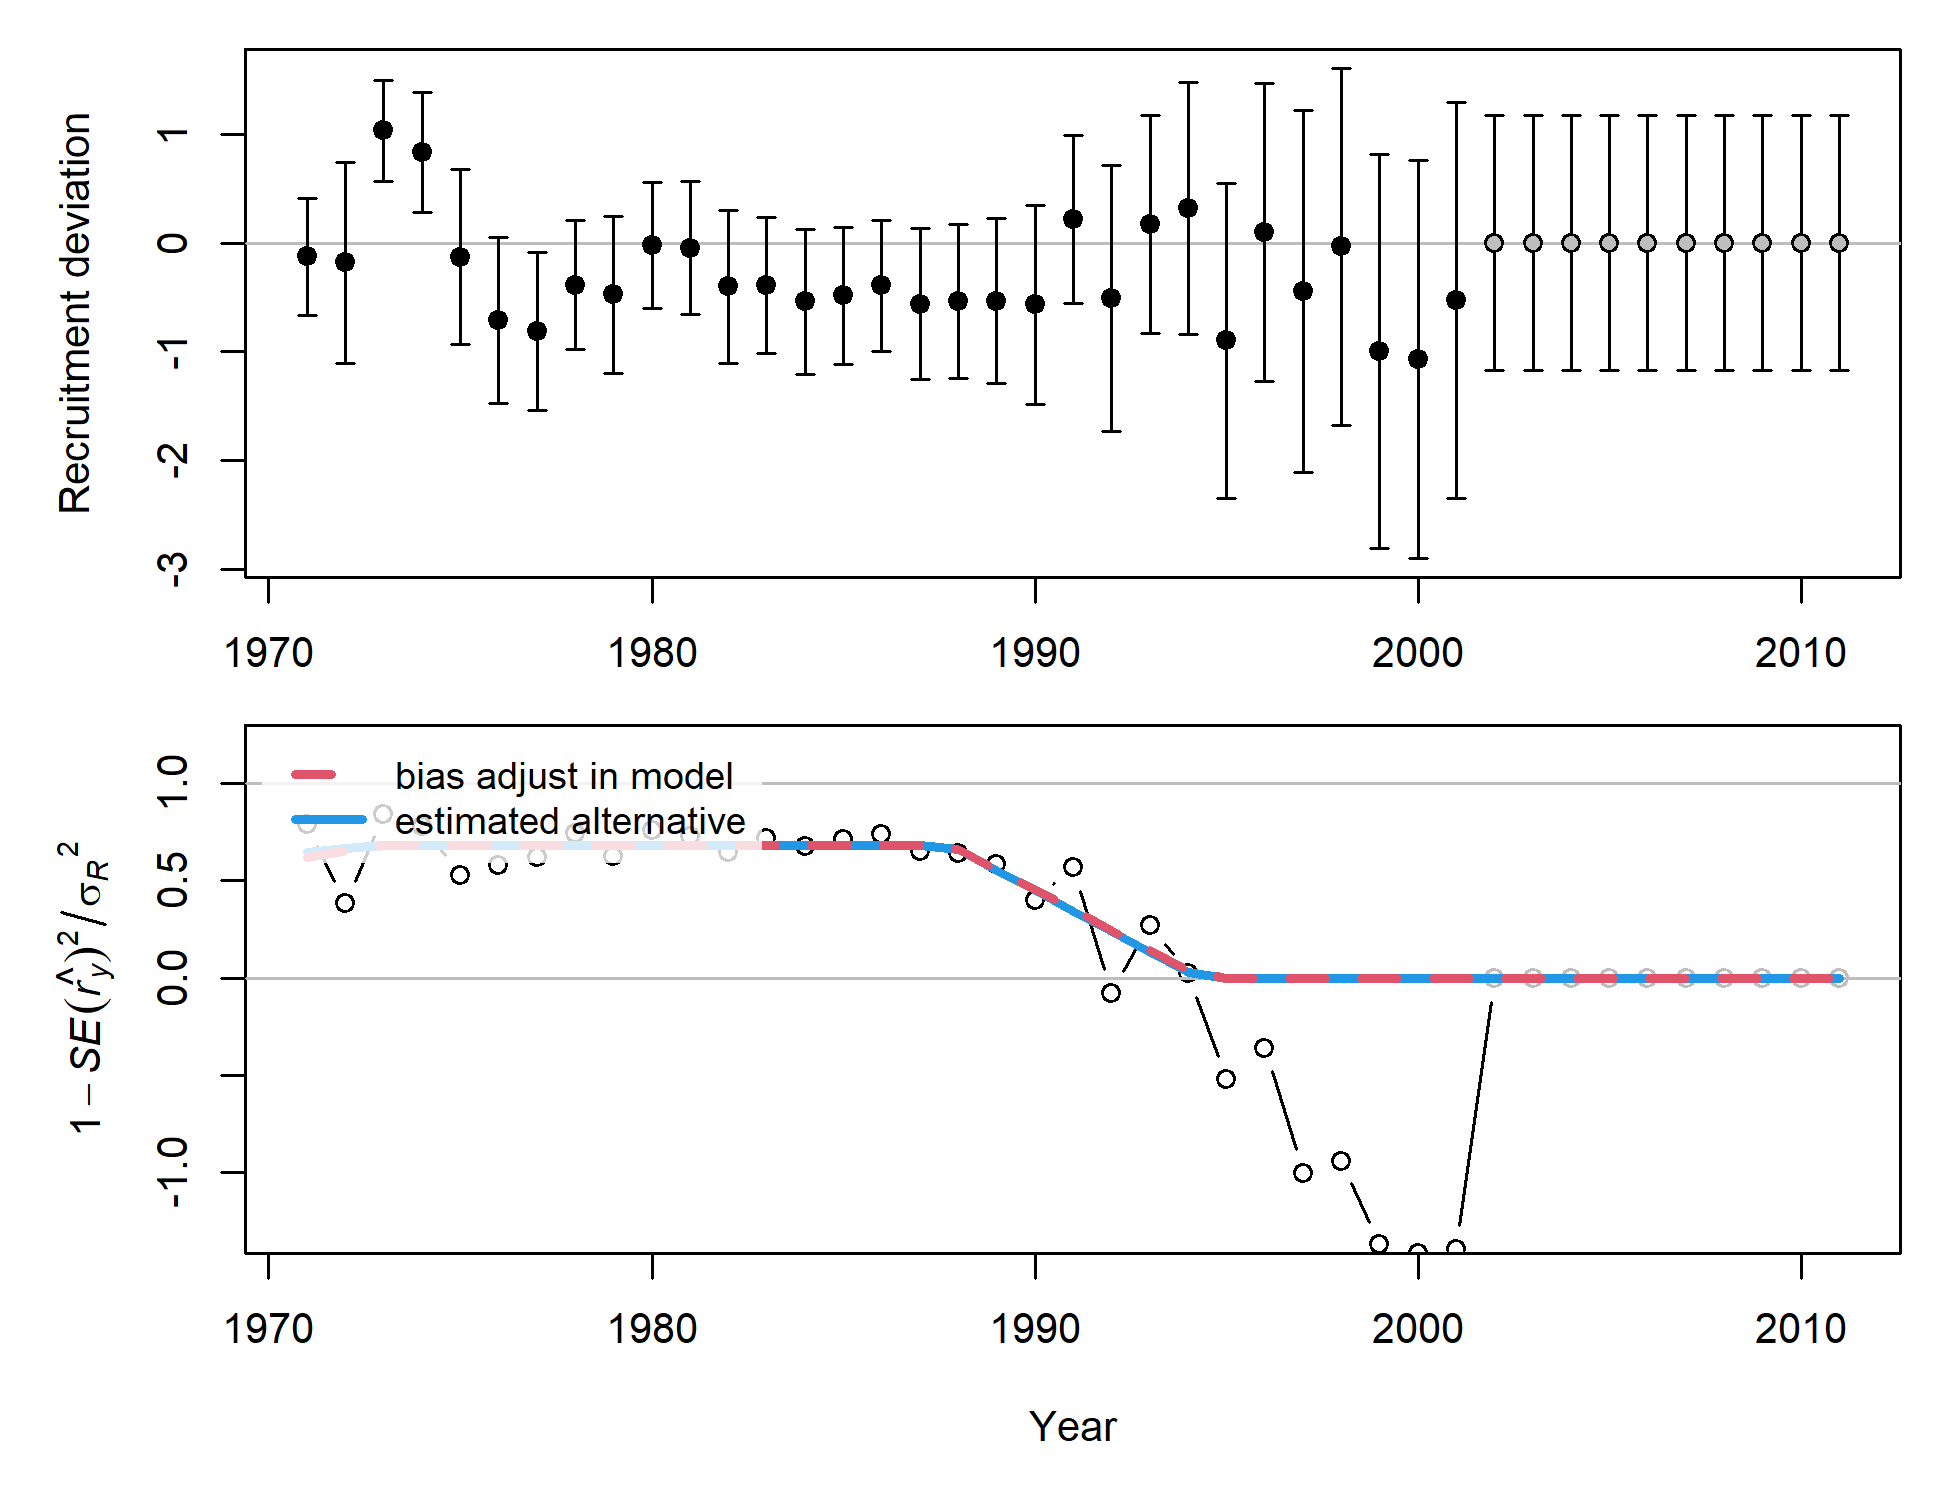 Recruitment deviation
1
0
-1
-2
-3
1970 1980 1990 2000 2010
bias adjust in model
estimated alternative
1 − SE(r̂y)² / σR²
1.0
0.5
0.0
-1.0
1970 1980 1990 2000 2010
Year